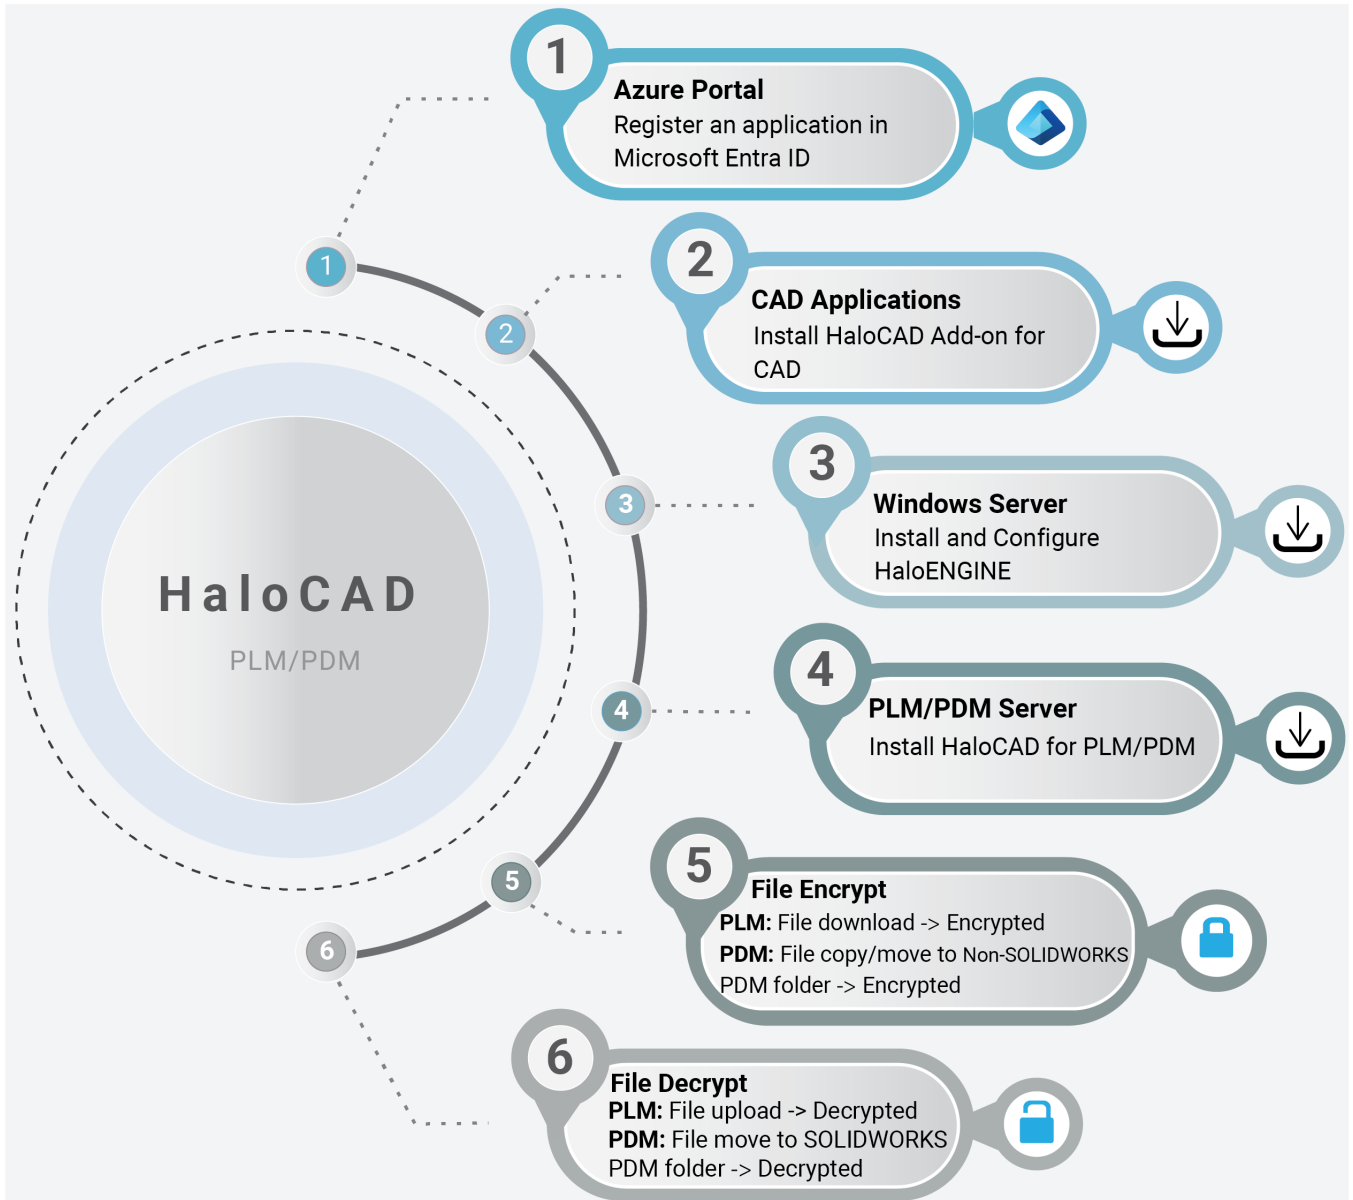 1
Azure Portal
Register an application in
Microsoft Entra ID
2
CAD Applications
Install HaloCAD Add-on for
CAD
3
Windows Server
Install and Configure
HaloENGINE
4
PLM/PDM Server
Install HaloCAD for PLM/PDM
5
File Encrypt
PLM: File download -> Encrypted
PDM: File copy/move to Non-SOLIDWORKS
PDM folder -> Encrypted
6
File Decrypt
PLM: File upload -> Decrypted
PDM: File move to SOLIDWORKS
PDM folder -> Decrypted
1
2
3
4
5
6
HaloCAD
PLM/PDM